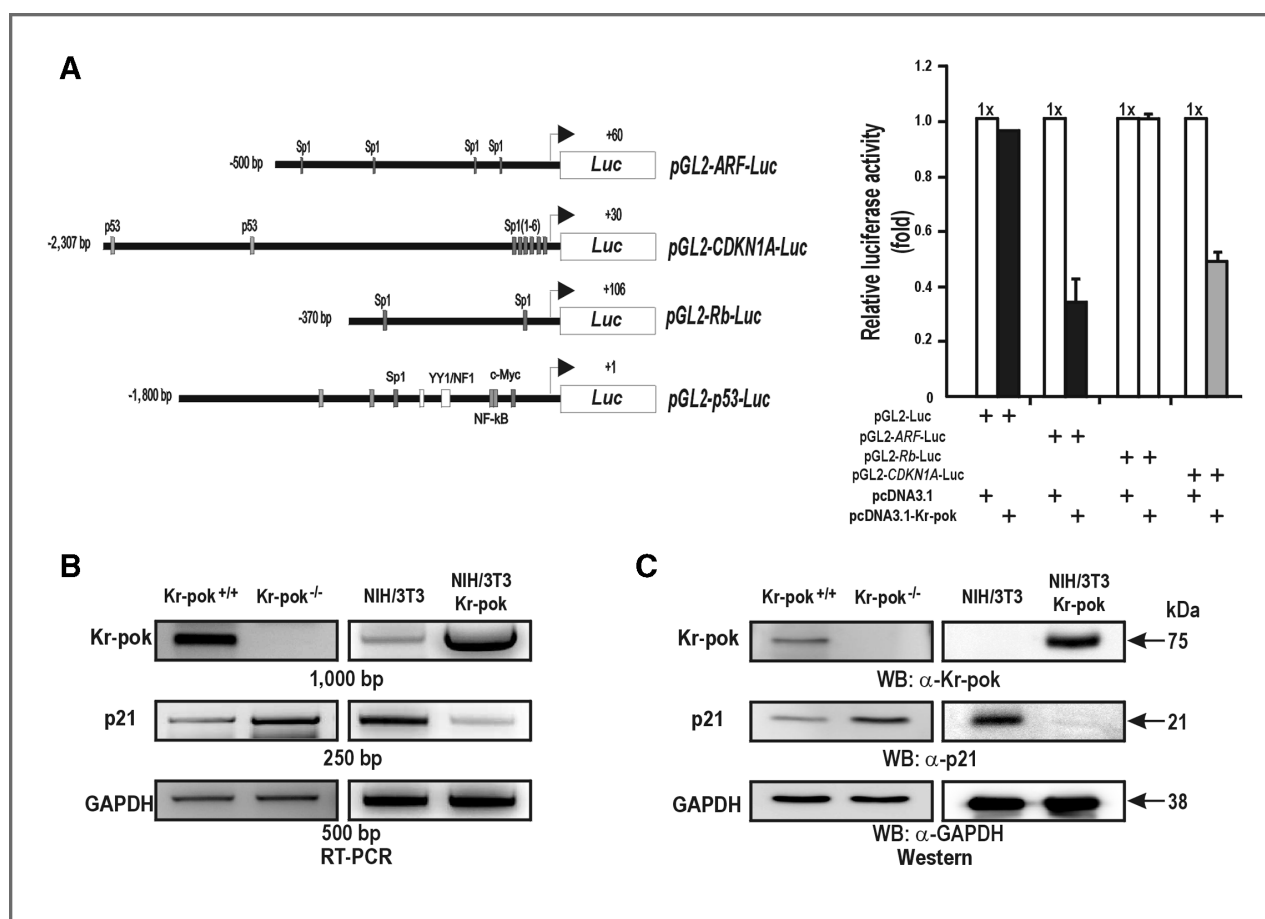 A
-500 bp Sp1 Sp1 Sp1 Sp1 +60 Luc pGL2-ARF-Luc
-2,307 bp p53 p53 Sp1(1-6) +30 Luc pGL2-CDKN1A-Luc
-370 bp Sp1 Sp1 +106 Luc pGL2-Rb-Luc
-1,800 bp Sp1 YY1/NF1 c-Myc NF-kB +1 Luc pGL2-p53-Luc
Relative luciferase activity
(fold)
1.2
1.0
0.8
0.6
0.4
0.2
0
1x 1x 1x 1x
pGL2-Luc + +
pGL2-ARF-Luc + +
pGL2-Rb-Luc + +
pGL2-CDKN1A-Luc + +
pcDNA3.1 + + + +
pcDNA3.1-Kr-pok + + + +
B
Kr-pok+/+ Kr-pok-/- NIH/3T3 NIH/3T3
Kr-pok
Kr-pok
1,000 bp
p21
250 bp
GAPDH
500 bp
RT-PCR
C
Kr-pok+/+ Kr-pok-/- NIH/3T3 NIH/3T3
Kr-pok
kDa
Kr-pok 75
WB: α-Kr-pok
p21 21
WB: α-p21
GAPDH 38
WB: α-GAPDH
Western